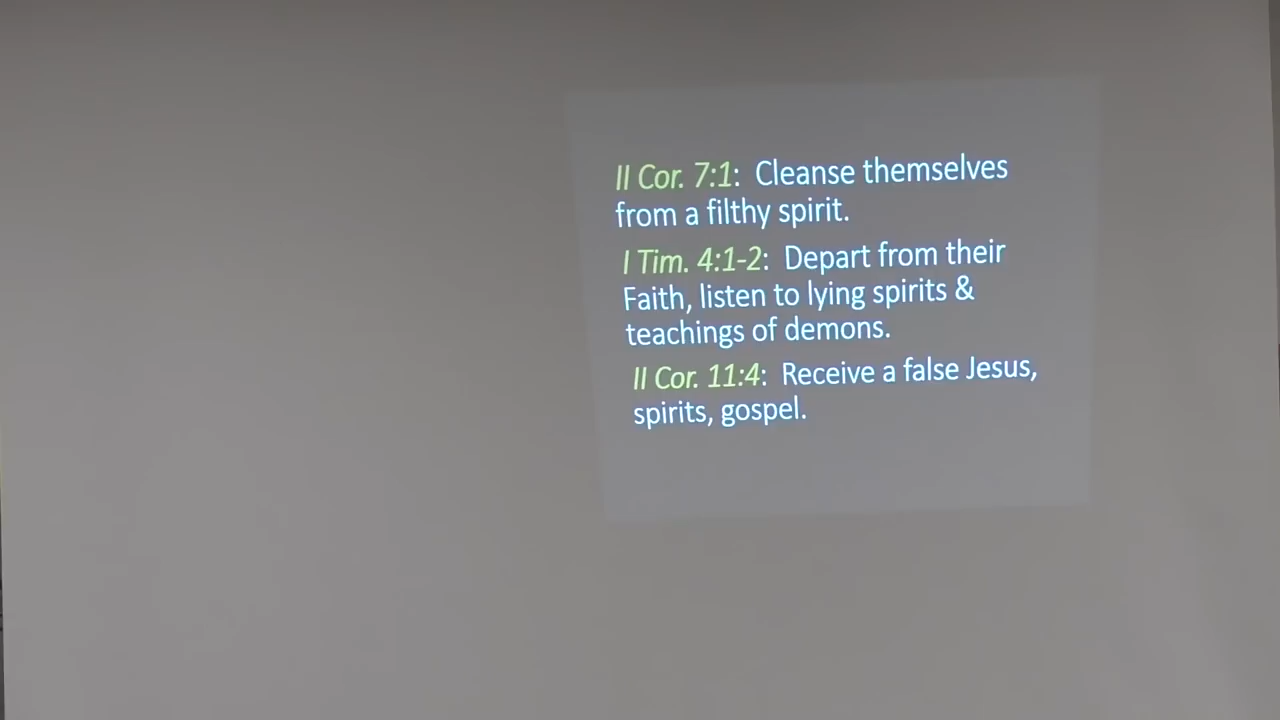 II Cor. 7:1:  Cleanse themselves
from a filthy spirit.
I Tim. 4:1-2:  Depart from their
Faith, listen to lying spirits &
teachings of demons.
II Cor. 11:4:  Receive a false Jesus,
spirits, gospel.